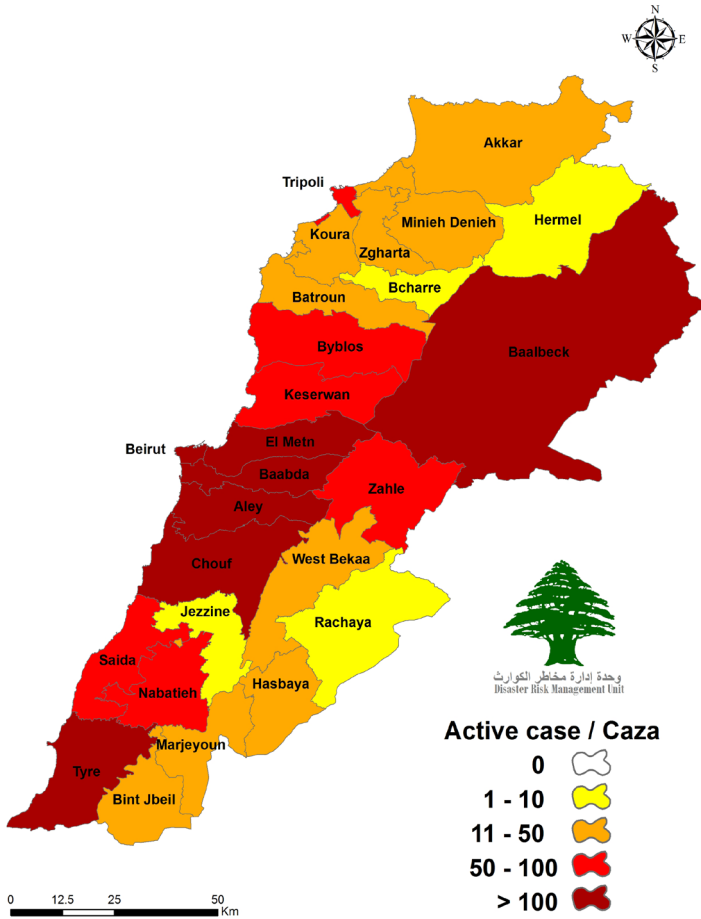 N
W E
S
Akkar
Tripoli
Hermel
Minieh Denieh
Koura
Zgharta
Bcharre
Batroun
Byblos
Baalbeck
Keserwan
El Metn
Beirut
Baabda
Zahle
Aley
West Bekaa
Chouf
Jezzine
Rachaya
Saida
Hasbaya
Nabatieh
Marjeyoun
Tyre
Bint Jbeil
وحدة إدارة مخاطر الكوارث
Disaster Risk Management Unit
Active case / Caza
0
1 - 10
11 - 50
50 - 100
> 100
0 12.5 25 50
Km